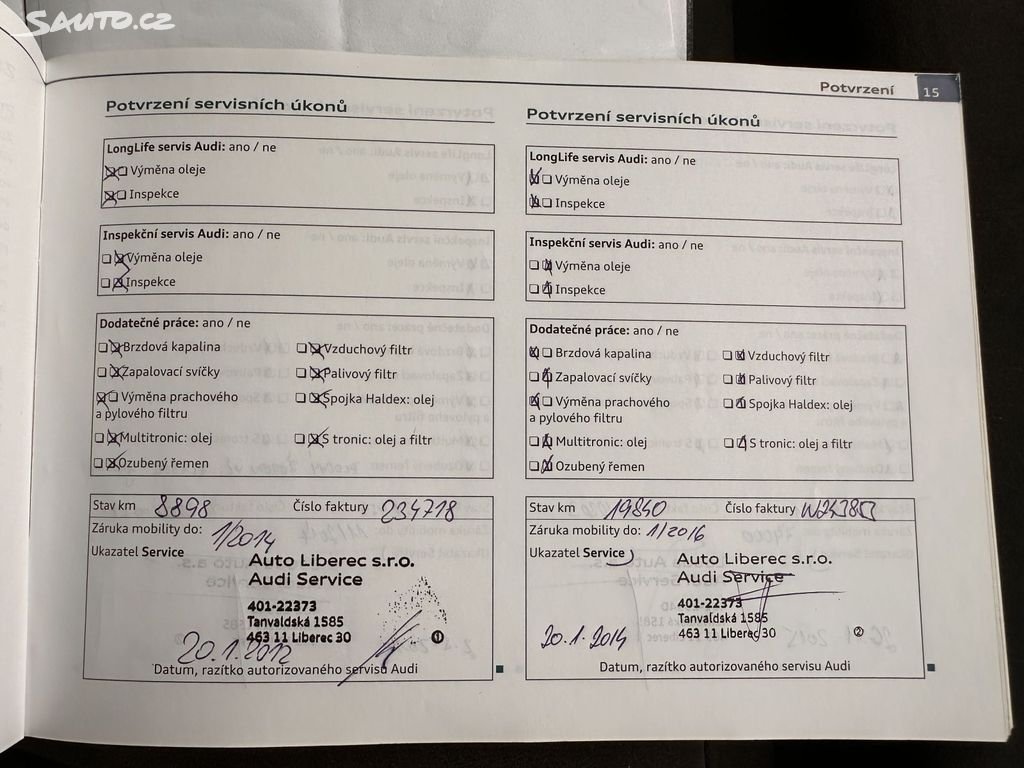 Sauto.cz
Potvrzení 15
Potvrzení servisních úkonů
LongLife servis Audi: ano / ne
Výměna oleje
Inspekce
Inspekční servis Audi: ano / ne
Výměna oleje
Inspekce
Dodatečné práce: ano / ne
Brzdová kapalina
Vzduchový filtr
Zapalovací svíčky
Palivový filtr
Výměna prachového
a pylového filtru
Spojka Haldex: olej
Multitronic: olej
S tronic: olej a filtr
Ozubený řemen
Stav km 8898 Číslo faktury 234718
Záruka mobility do: 1/2014
Ukazatel Service
Auto Liberec s.r.o.
Audi Service
401-22373
Tanvaldská 1585
463 11 Liberec 30
①
20.1.2012
Datum, razítko autorizovaného servisu Audi
Potvrzení servisních úkonů
LongLife servis Audi: ano / ne
Výměna oleje
Inspekce
Inspekční servis Audi: ano / ne
Výměna oleje
Inspekce
Dodatečné práce: ano / ne
Brzdová kapalina
Vzduchový filtr
Zapalovací svíčky
Palivový filtr
Výměna prachového
a pylového filtru
Spojka Haldex: olej
Multitronic: olej
S tronic: olej a filtr
Ozubený řemen
Stav km 19840 Číslo faktury
Záruka mobility do: 1/2016
Ukazatel Service
Auto Liberec s.r.o.
Audi Service
401-22373
Tanvaldská 1585
463 11 Liberec 30
②
20.1.2014
Datum, razítko autorizovaného servisu Audi